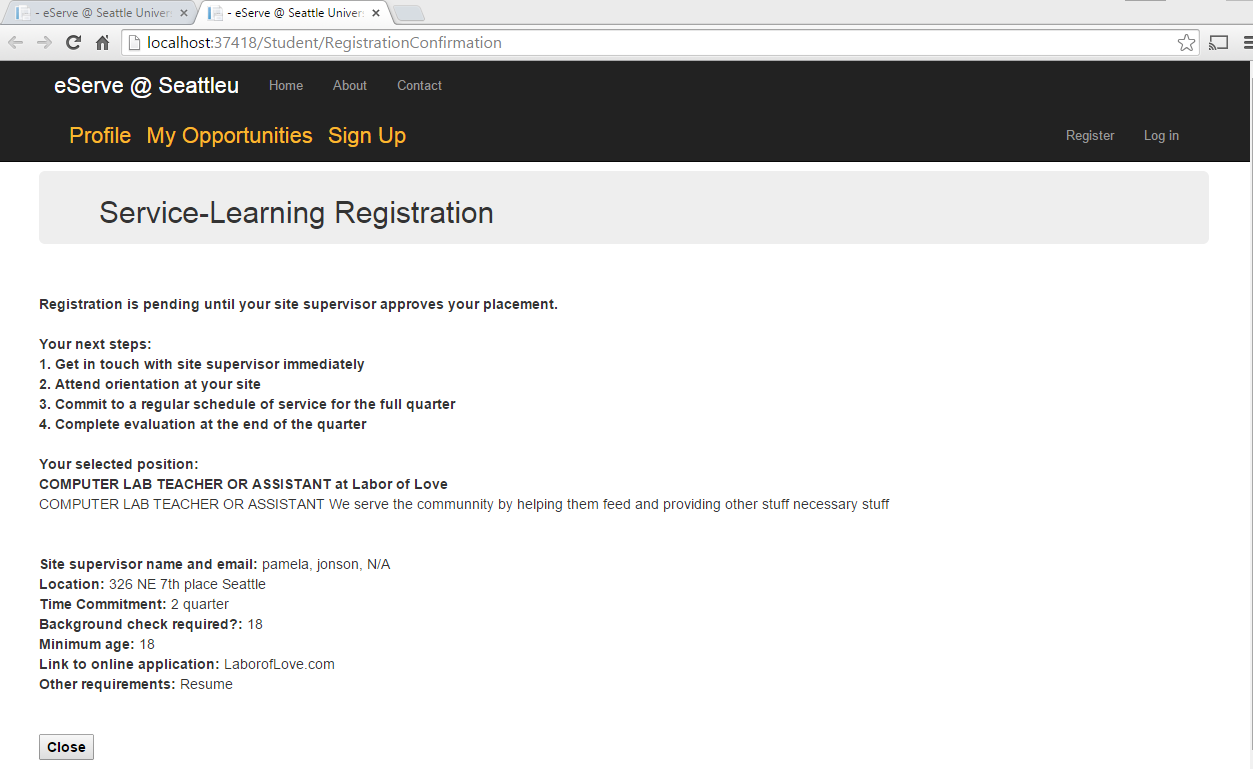 - eServe @ Seattle Univer
- eServe @ Seattle Univers
localhost:37418/Student/RegistrationConfirmation
eServe @ Seattleu Home About Contact
Profile My Opportunities Sign Up Register Log in
Service-Learning Registration
Registration is pending until your site supervisor approves your placement.
Your next steps:
1. Get in touch with site supervisor immediately
2. Attend orientation at your site
3. Commit to a regular schedule of service for the full quarter
4. Complete evaluation at the end of the quarter
Your selected position:
COMPUTER LAB TEACHER OR ASSISTANT at Labor of Love
COMPUTER LAB TEACHER OR ASSISTANT We serve the communnity by helping them feed and providing other stuff necessary stuff
Site supervisor name and email: pamela, jonson, N/A
Location: 326 NE 7th place Seattle
Time Commitment: 2 quarter
Background check required?: 18
Minimum age: 18
Link to online application: LaborofLove.com
Other requirements: Resume
Close